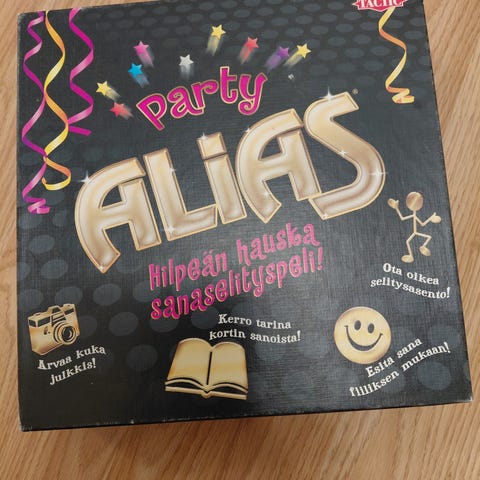 TACTIC
Party
ALIAS
Hilpeän hauska
sanaselityspeli!
Ota oikea
selitysasento!
Kerro tarina
kortin sanoista!
Arvaa kuka
julkkis!
Esitä sana
fiiliksen mukaan!